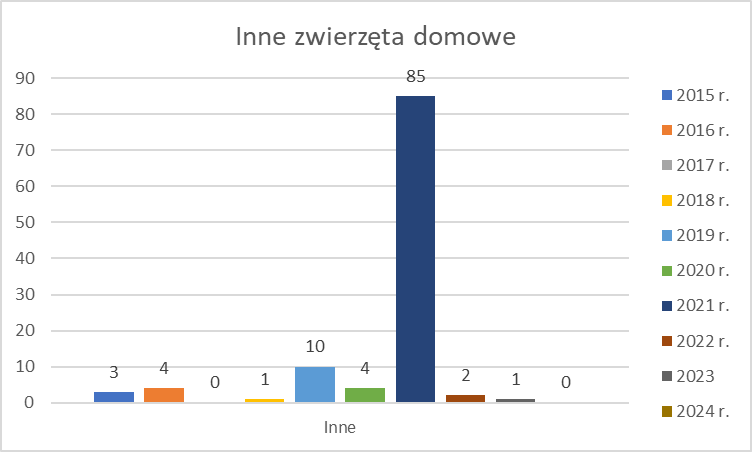 Inne zwierzęta domowe
90
80
70
60
50
40
30
20
10
0
3
4
0
1
10
4
85
2
1
0
Inne
2015 r.
2016 r.
2017 r.
2018 r.
2019 r.
2020 r.
2021 r.
2022 r.
2023
2024 r.